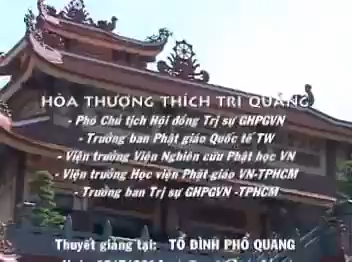 HÒA THƯỢNG THÍCH TRÍ QUẢNG
- Phó Chủ tịch Hội đồng Trị sự GHPGVN
- Trưởng ban Phật giáo Quốc tế TW
- Viện trưởng Viện Nghiên cứu Phật học VN
- Viện trưởng Học viện Phật giáo VN-TPHCM
- Trưởng ban Trị sự GHPGVN -TPHCM
Thuyết giảng tại: TỔ ĐÌNH PHỔ QUANG